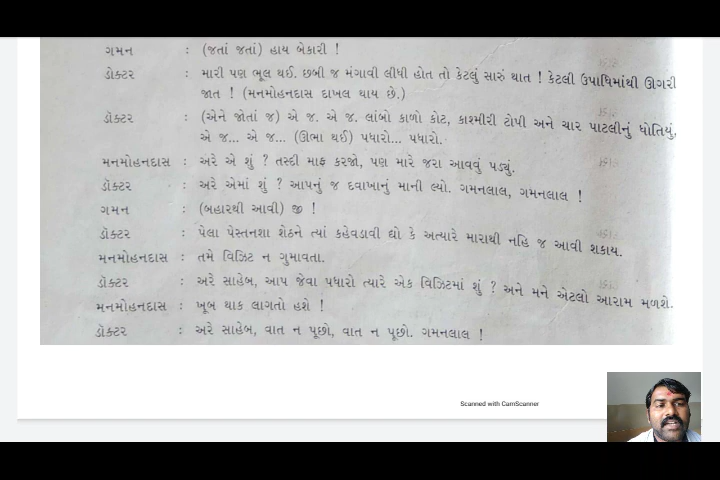 ગમન : (જતાં જતાં) હાય બેકારી !
ડોક્ટર : મારી પણ ભૂલ થઈ. છબી જ મંગાવી લીધી હોત તો કેટલું સારું થાત ! કેટલી ઉપાધિમાંથી ઊગરી
જાત ! (મનમોહનદાસ દાખલ થાય છે.)
ડૉક્ટર : (એને જોતાં જ) એ જ. એ જ. લાંબો કાળો કોટ, કાશ્મીરી ટોપી અને ચાર પાટલીનું ધોતિયું,
એ જ... એ જ... (ઊભા થઈ) પધારો... પધારો.
મનમોહનદાસ : અરે એ શું ? તસ્દી માફ કરજો, પણ મારે જરા આવવું પડ્યું.
ડૉક્ટર : અરે એમાં શું ? આપનું જ દવાખાનું માની લ્યો. ગમનલાલ, ગમનલાલ !
ગમન : (બહારથી આવી) જી !
ડૉક્ટર : પેલા પેસ્તનશા શેઠને ત્યાં કહેવડાવી દ્યો કે અત્યારે મારાથી નહિ જ આવી શકાય.
મનમોહનદાસ : તમે વિઝિટ ન ગુમાવતા.
ડૉક્ટર : અરે સાહેબ, આપ જેવા પધારો ત્યારે એક વિઝિટમાં શું ? અને મને એટલો આરામ મળશે.
મનમોહનદાસ : ખૂબ થાક લાગતો હશે !
ડૉક્ટર : અરે સાહેબ, વાત ન પૂછો, વાત ન પૂછો. ગમનલાલ !
Scanned with CamScanner